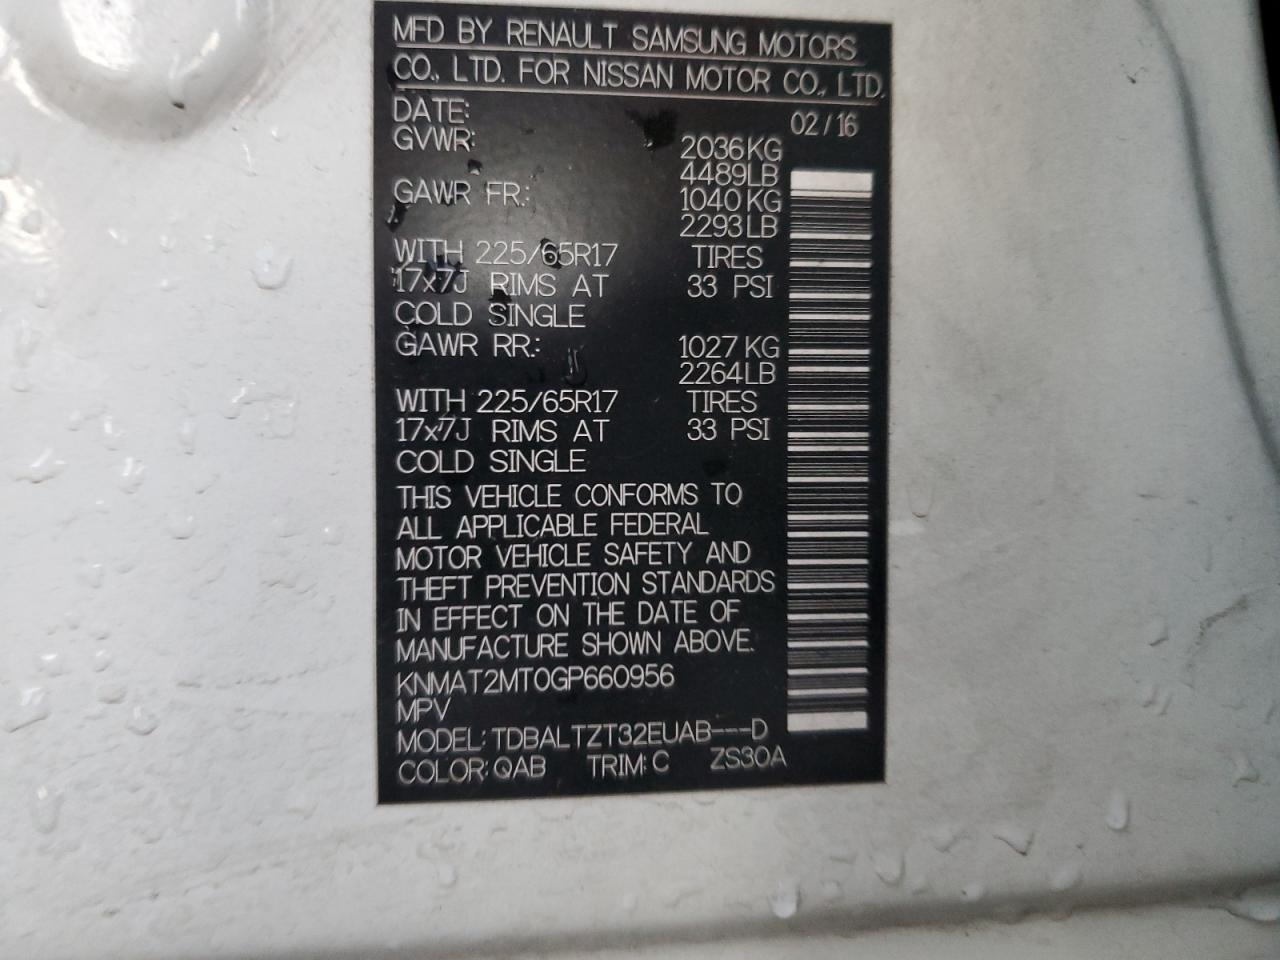 MFD BY RENAULT SAMSUNG MOTORS
CO., LTD. FOR NISSAN MOTOR CO., LTD.
DATE: 02/16
GVWR: 2036KG
4489LB
GAWR FR.: 1040KG
2293LB
WITH 225/65R17 TIRES
17x7J RIMS AT 33 PSI
COLD SINGLE
GAWR RR.: 1027KG
2264LB
WITH 225/65R17 TIRES
17x7J RIMS AT 33 PSI
COLD SINGLE
THIS VEHICLE CONFORMS TO
ALL APPLICABLE FEDERAL
MOTOR VEHICLE SAFETY AND
THEFT PREVENTION STANDARDS
IN EFFECT ON THE DATE OF
MANUFACTURE SHOWN ABOVE.
KNMAT2MT0GP660956
MPV
MODEL: TDBALTZT32EUAB---D
COLOR: QAB TRIM: C ZS30A